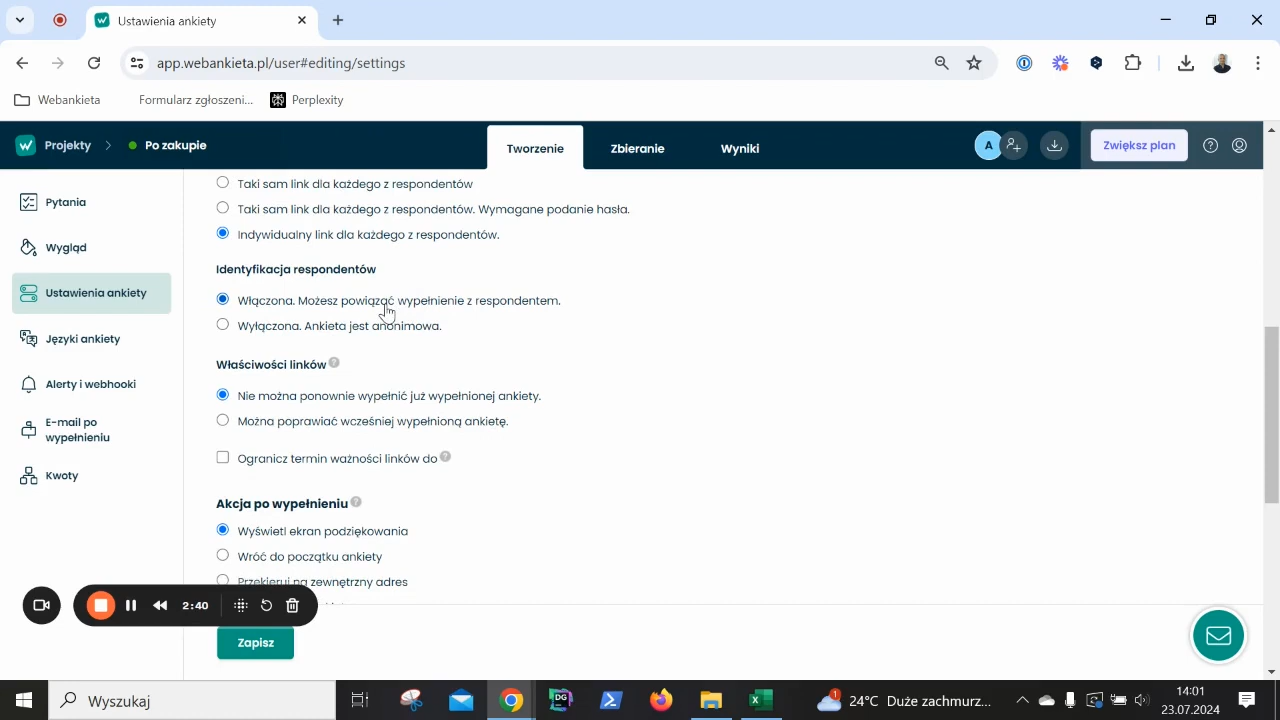 Ustawienia ankiety
app.webankieta.pl/user#editing/settings
Webankieta
Formularz zgłoszeni...
Perplexity
Projekty
Po zakupie
Tworzenie
Zbieranie
Wyniki
A
Zwiększ plan
Pytania
Wygląd
Ustawienia ankiety
Języki ankiety
Alerty i webhooki
E-mail po
wypełnieniu
Kwoty
Taki sam link dla każdego z respondentów
Taki sam link dla każdego z respondentów. Wymagane podanie hasła.
Indywidualny link dla każdego z respondentów.
Identyfikacja respondentów
Włączona. Możesz powiązać wypełnienie z respondentem.
Wyłączona. Ankieta jest anonimowa.
Właściwości linków
Nie można ponownie wypełnić już wypełnionej ankiety.
Można poprawiać wcześniej wypełnioną ankietę.
Ogranicz termin ważności linków do
Akcja po wypełnieniu
Wyświetl ekran podziękowania
Wróć do początku ankiety
Przekieruj na zewnętrzny adres
2:40
Zapisz
Wyszukaj
DG
1
24°C Duże zachmurz...
14:01
23.07.2024